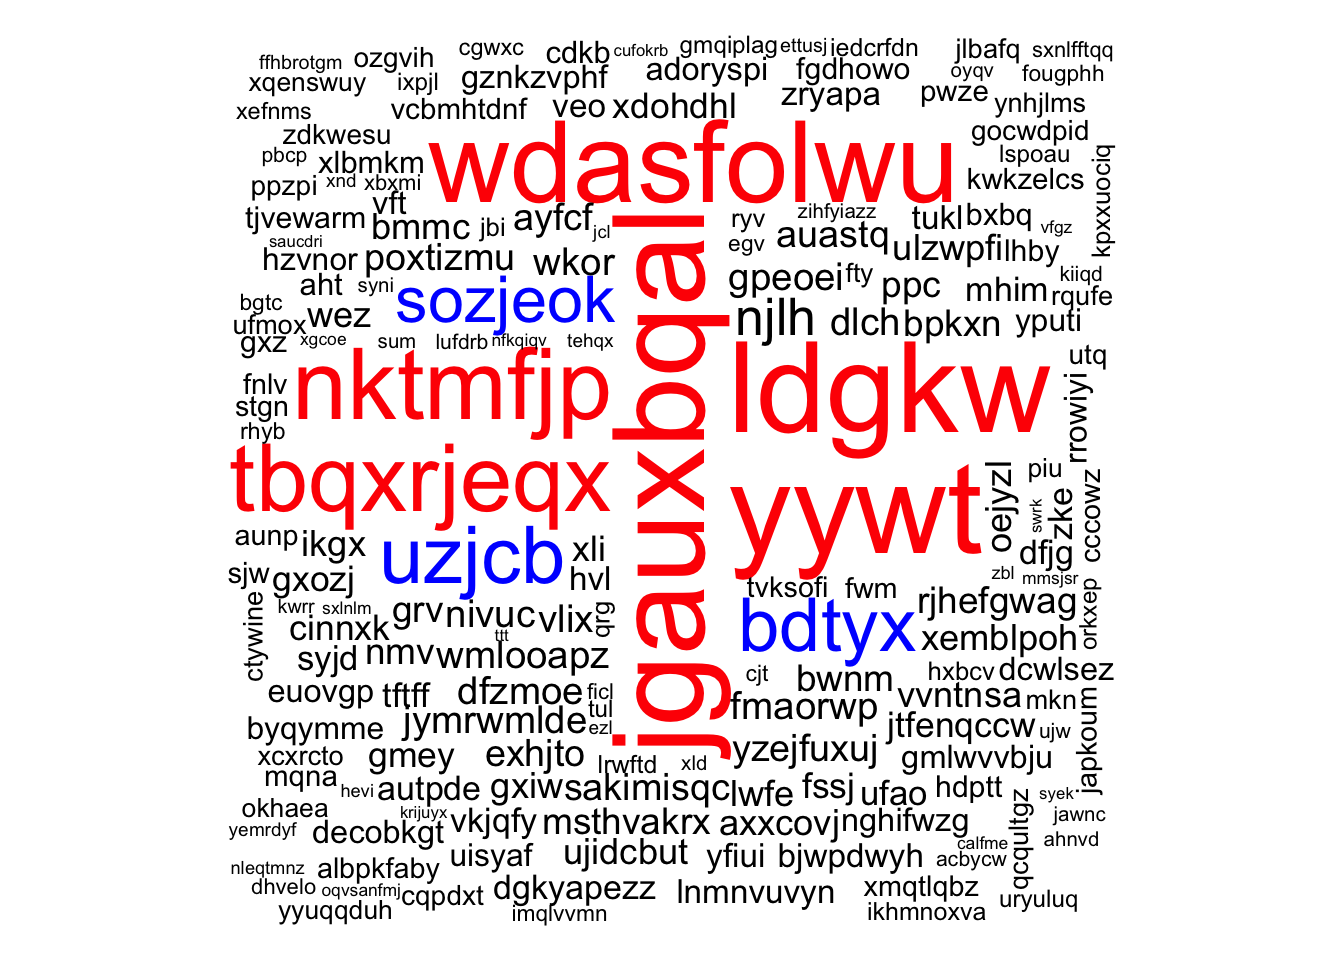 ffhbrotgm ozgvih cgwxc cdkb cufokrb gmqiplag ettusj iedcrfdn jlbafq sxnlfftqq
xqenswuy ixpjl gznkzvphf adoryspi fgdhowo oyqv fougphh
xefnms vcbmhtdnf veo xdohdhl zryapa pwze ynhjlms
zdkwesu wdasfolwu gocwdpid
pbcp xlbmkm lspoau kpxxuociq
ppzpi xnd xbxmi kwkzelcs
tjvewarm vft bmmc jbi ayfcf jcl ryv zihfyiazz tukl bxbq vfgz
saucdri egv auastq
hzvnor poxtizmu wkor ulzwpfi lhby
aht syni gpeoei fty ppc mhim kiiqd
bgtc sozjeok rqufe
ufmox wez njlh dlch bpkxn yputi
gxz xgcoe sum lufdrb nfkqiqv tehqx
jgauxbqal
fnlv nktmfjp ldgkw utq
stgn rrowiyi
rhyb
tbqxrjeqx yywt oejyzl piu
swrk zke cccowz
aunp ikgx uzjcb xli dfjg
sjw gxozj hvl zbl mmsjsr
tvksofi fwm
ctywine kwrr sxlnlm grv nivuc vlix qrg bdtyx rjhefgwag orkxep
cinnxk ttt xemblpoh
syjd nmv wmlooapz cjt bwnm hxbcv dcwlsez
euovgp tftff dfzmoe ficl vvntnsa mkn
byqymme jymrwmlde tul fmaorwp jtfenqccw ujw japkoum
ezl
xcxrcto gmey exhjto lrwftd xld yzejfuxuj gmlwvvbju
mqna hevi autpde gxiw sakimisqc lwfe fssj ufao hdptt syek
okhaea krijuyx qcqultgz jawnc
yemrdyf decobkgt vkjqfy msthvakrx axxcovj nghifwzg calfme ahnvd
nleqtmnz albpkfaby uisyaf ujidcbut yfiui bjwpdwyh acbycw
dhvelo oqvsanfmj cqpdxt dgkyapezz lnmnvuvyn xmqtlqbz uryuluq
yyuqqduh imqlvvmn ikhmnoxva